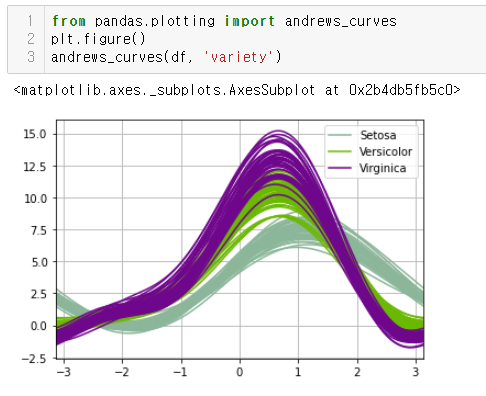 1 from pandas.plotting import andrews_curves
2 plt.figure()
3 andrews_curves(df, 'variety')
<matplotlib.axes._subplots.AxesSubplot at 0x2b4db5fb5c0>
Setosa
Versicolor
Virginica
15.0
12.5
10.0
7.5
5.0
2.5
0.0
−2.5
−3 −2 −1 0 1 2 3